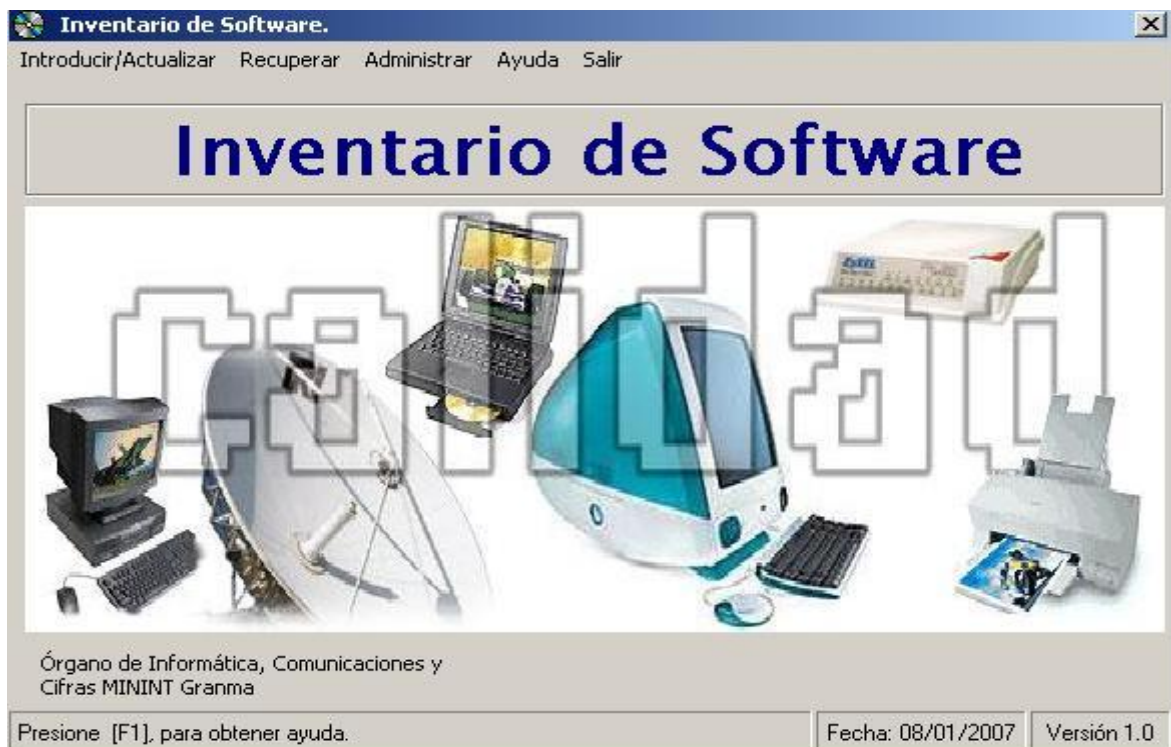 Inventario de Software.
Introducir/Actualizar Recuperar Administrar Ayuda Salir
Inventario de Software
calidad
Órgano de Informática, Comunicaciones y
Cifras MININT Granma
Presione [F1], para obtener ayuda.
Fecha: 08/01/2007
Versión 1.0